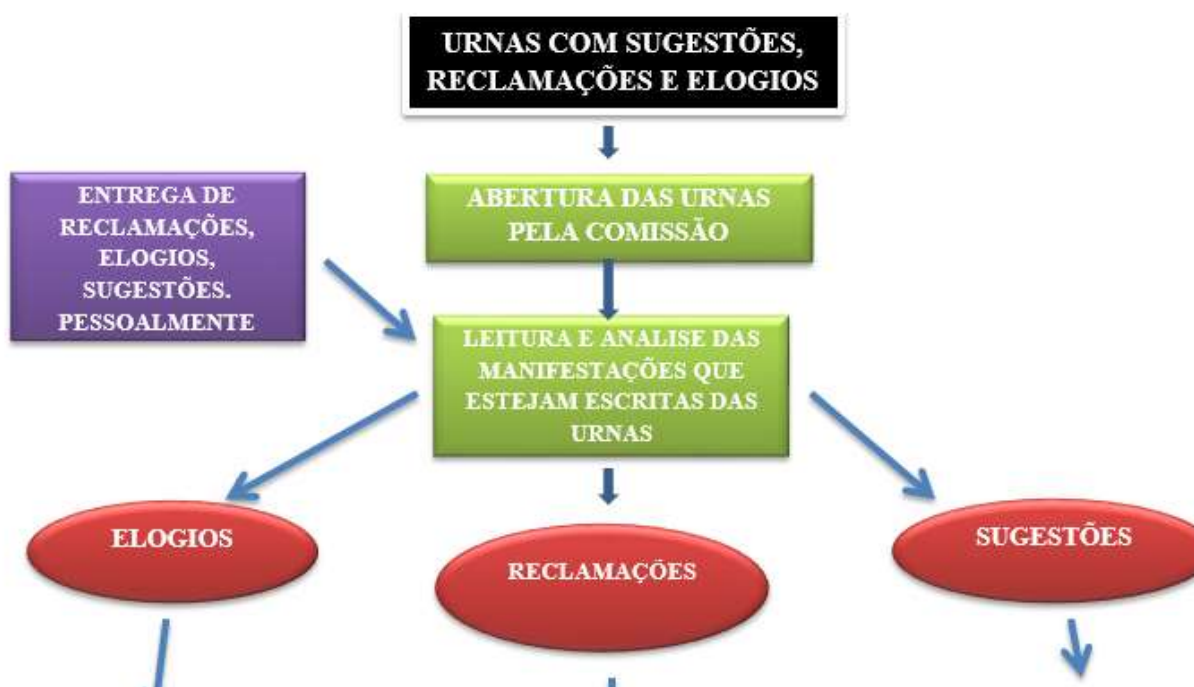 URNAS COM SUGESTÕES,
RECLAMAÇÕES E ELOGIOS
ENTREGA DE
RECLAMAÇÕES,
ELOGIOS,
SUGESTÕES.
PESSOALMENTE
ABERTURA DAS URNAS
PELA COMISSÃO
LEITURA E ANALISE DAS
MANIFESTAÇÕES QUE
ESTEJAM ESCRITAS DAS
URNAS
ELOGIOS
RECLAMAÇÕES
SUGESTÕES